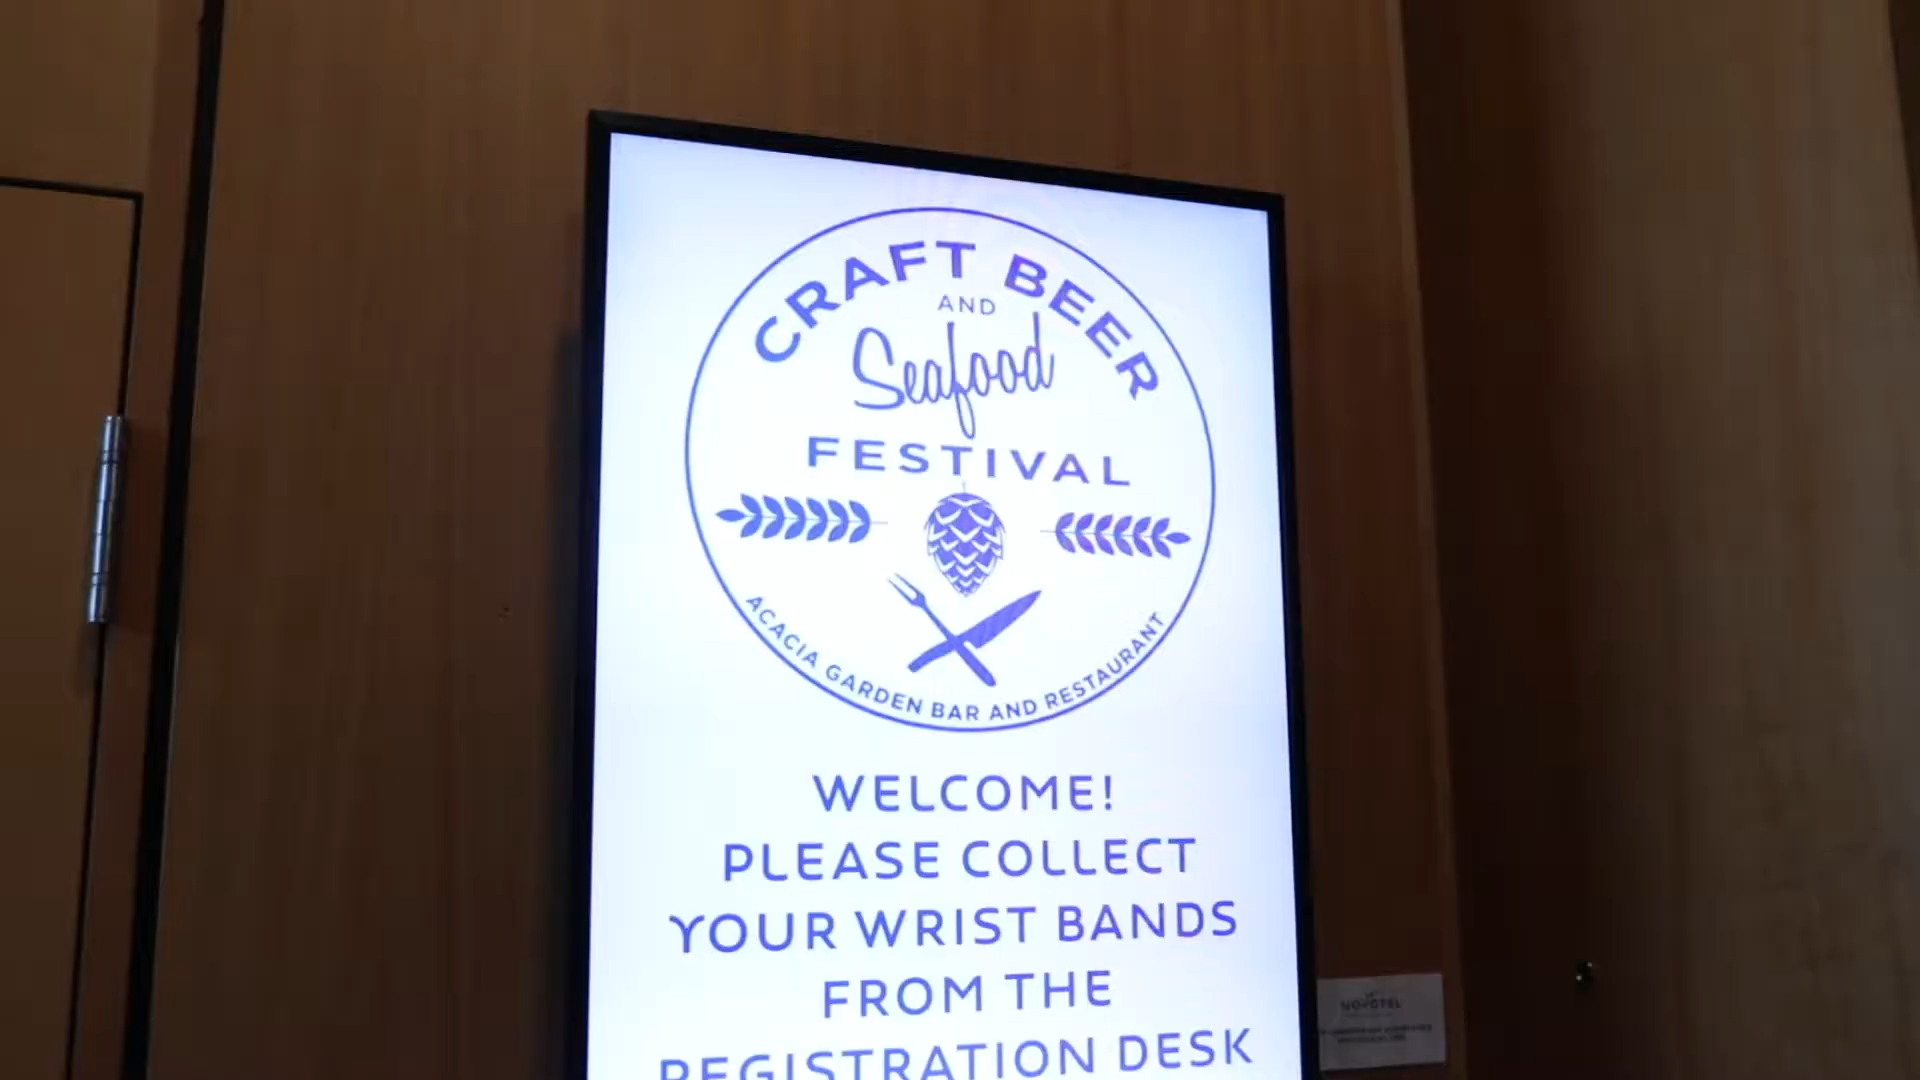 CRAFT BEER
AND
Seafood
FESTIVAL
ACACIA GARDEN BAR AND RESTAURANT
WELCOME!
PLEASE COLLECT
YOUR WRIST BANDS
FROM THE
REGISTRATION DESK
NOVOTEL